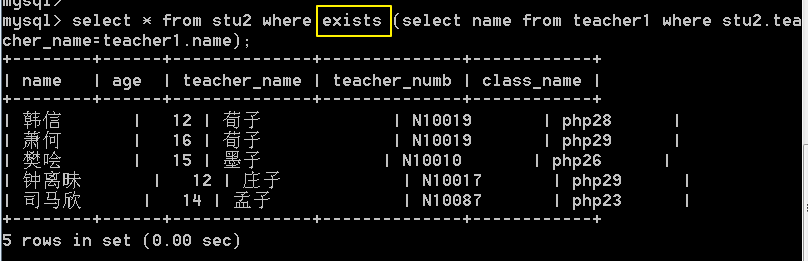 mysql>
mysql> select * from stu2 where exists (select name from teacher1 where stu2.tea
cher_name=teacher1.name);
+--------+------+--------------+--------------+------------+
| name | age | teacher_name | teacher_numb | class_name |
+--------+------+--------------+--------------+------------+
| 韩信 | 12 | 荀子 | N10019 | php28 |
| 萧何 | 16 | 荀子 | N10019 | php29 |
| 樊哙 | 15 | 墨子 | N10010 | php26 |
| 钟离昧 | 12 | 庄子 | N10017 | php29 |
| 司马欣 | 14 | 孟子 | N10087 | php23 |
+--------+------+--------------+--------------+------------+
5 rows in set (0.00 sec)